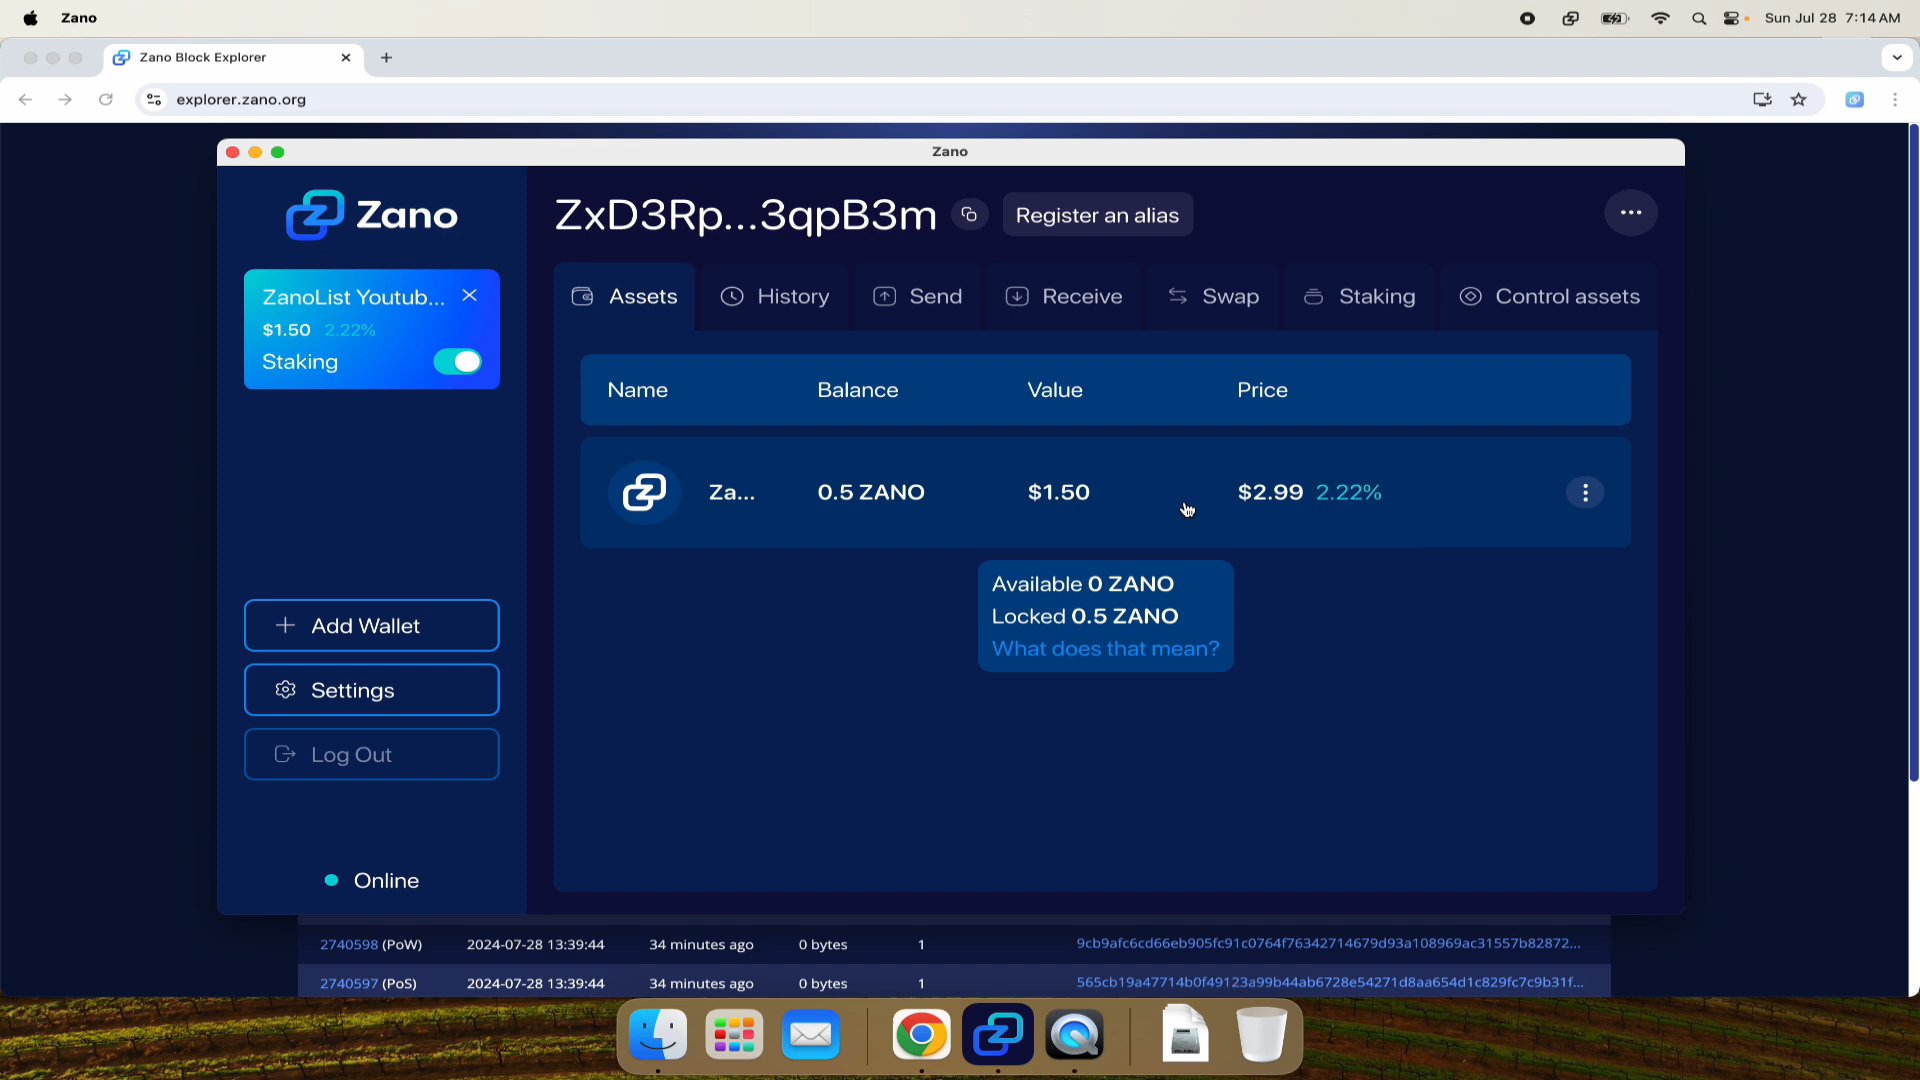 Zano
Sun Jul 28 7:14 AM
Zano Block Explorer
explorer.zano.org
Zano
Zano
ZxD3Rp...3qpB3m
Register an alias
ZanoList Youtub...
$1.50 2.22%
Staking
Assets
History
Send
Receive
Swap
Staking
Control assets
Name Balance Value Price
Za... 0.5 ZANO $1.50 $2.99 2.22%
Available 0 ZANO
Locked 0.5 ZANO
What does that mean?
Add Wallet
Settings
Log Out
Online
2740598 (PoW) 2024-07-28 13:39:44 34 minutes ago 0 bytes 1 9cb9afc6cd66eb905fc91c0764f76342714679d93a108969ac31557b82872...
2740597 (PoS) 2024-07-28 13:39:44 34 minutes ago 0 bytes 1 565cb19a47714b0f49123a99b44ab6728e54271d8aa654d1c829fc7c9b31f...